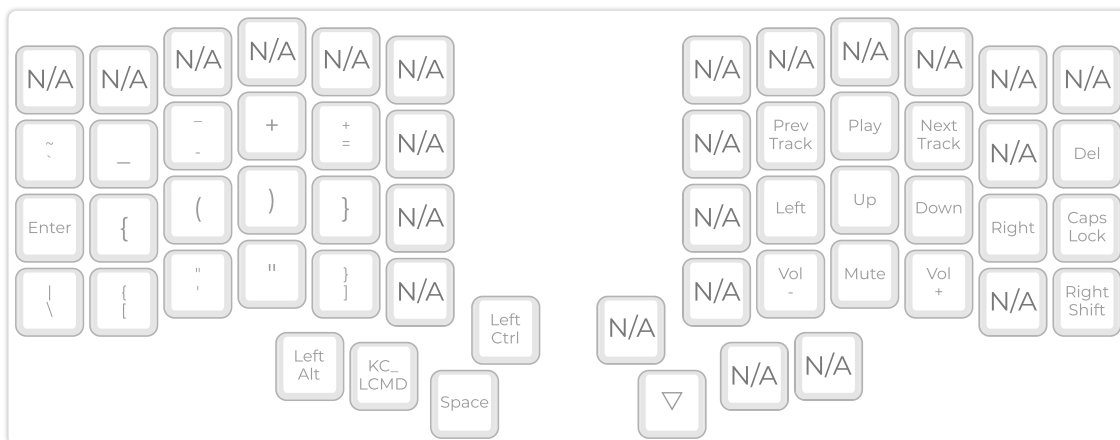 N/A N/A N/A N/A N/A N/A N/A N/A N/A N/A N/A N/A
~ ` _ _ - + + = N/A N/A Prev Track Play Next Track N/A Del
Enter { ( ) } N/A N/A Left Up Down Right Caps Lock
| \ { [ " ' " } ] N/A N/A Vol - Mute Vol + N/A Right Shift
Left Ctrl N/A
Left Alt KC_ LCMD Space ▽ N/A N/A